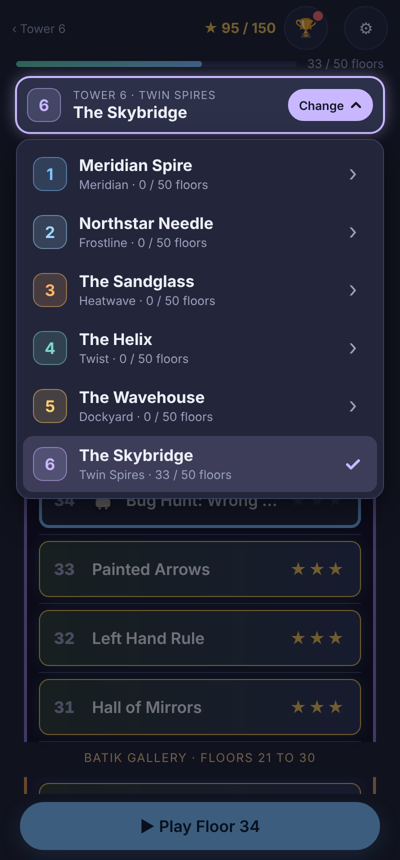 ‹ Tower 6
★ 95 / 150
33 / 50 floors
6
TOWER 6 · TWIN SPIRES
The Skybridge
Change
1
Meridian Spire
Meridian · 0 / 50 floors
2
Northstar Needle
Frostline · 0 / 50 floors
3
The Sandglass
Heatwave · 0 / 50 floors
4
The Helix
Twist · 0 / 50 floors
5
The Wavehouse
Dockyard · 0 / 50 floors
6
The Skybridge
Twin Spires · 33 / 50 floors
34 Bug Hunt: Wrong ...
33 Painted Arrows ★ ★ ★
32 Left Hand Rule ★ ★ ★
31 Hall of Mirrors ★ ★ ★
BATIK GALLERY · FLOORS 21 TO 30
▶ Play Floor 34